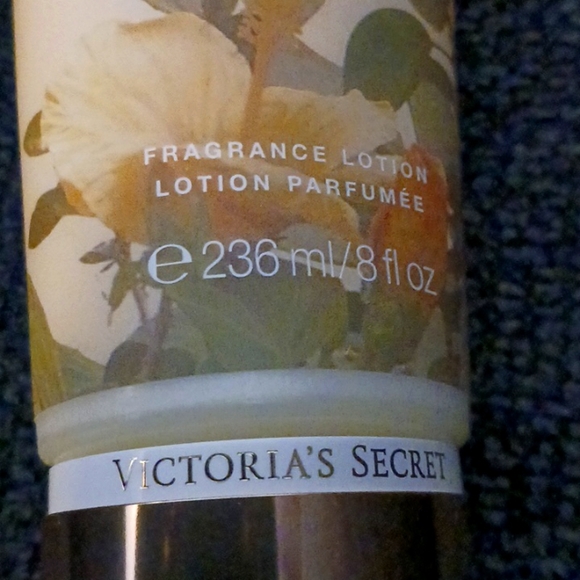 FRAGRANCE LOTION
LOTION PARFUMÉE
℮ 236 ml/8 fl oz
VICTORIA'S SECRET